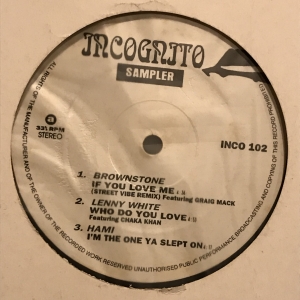 INCOGNITO
SAMPLER
a
33⅓ RPM
STEREO
INCO 102
1. BROWNSTONE
IF YOU LOVE ME
(STREET VIBE REMIX) Featuring GRAIG MACK
2. LENNY WHITE
WHO DO YOU LOVE
Featuring CHAKA KHAN
3. HAMI
I'M THE ONE YA SLEPT ON
ALL RIGHTS OF THE MANUFACTURER AND OF THE OWNER OF THE RECORDED WORK RESERVED UNAUTHORISED PUBLIC PERFORMANCE BROADCASTING AND COPYING OF THIS RECORD PROHIBITED